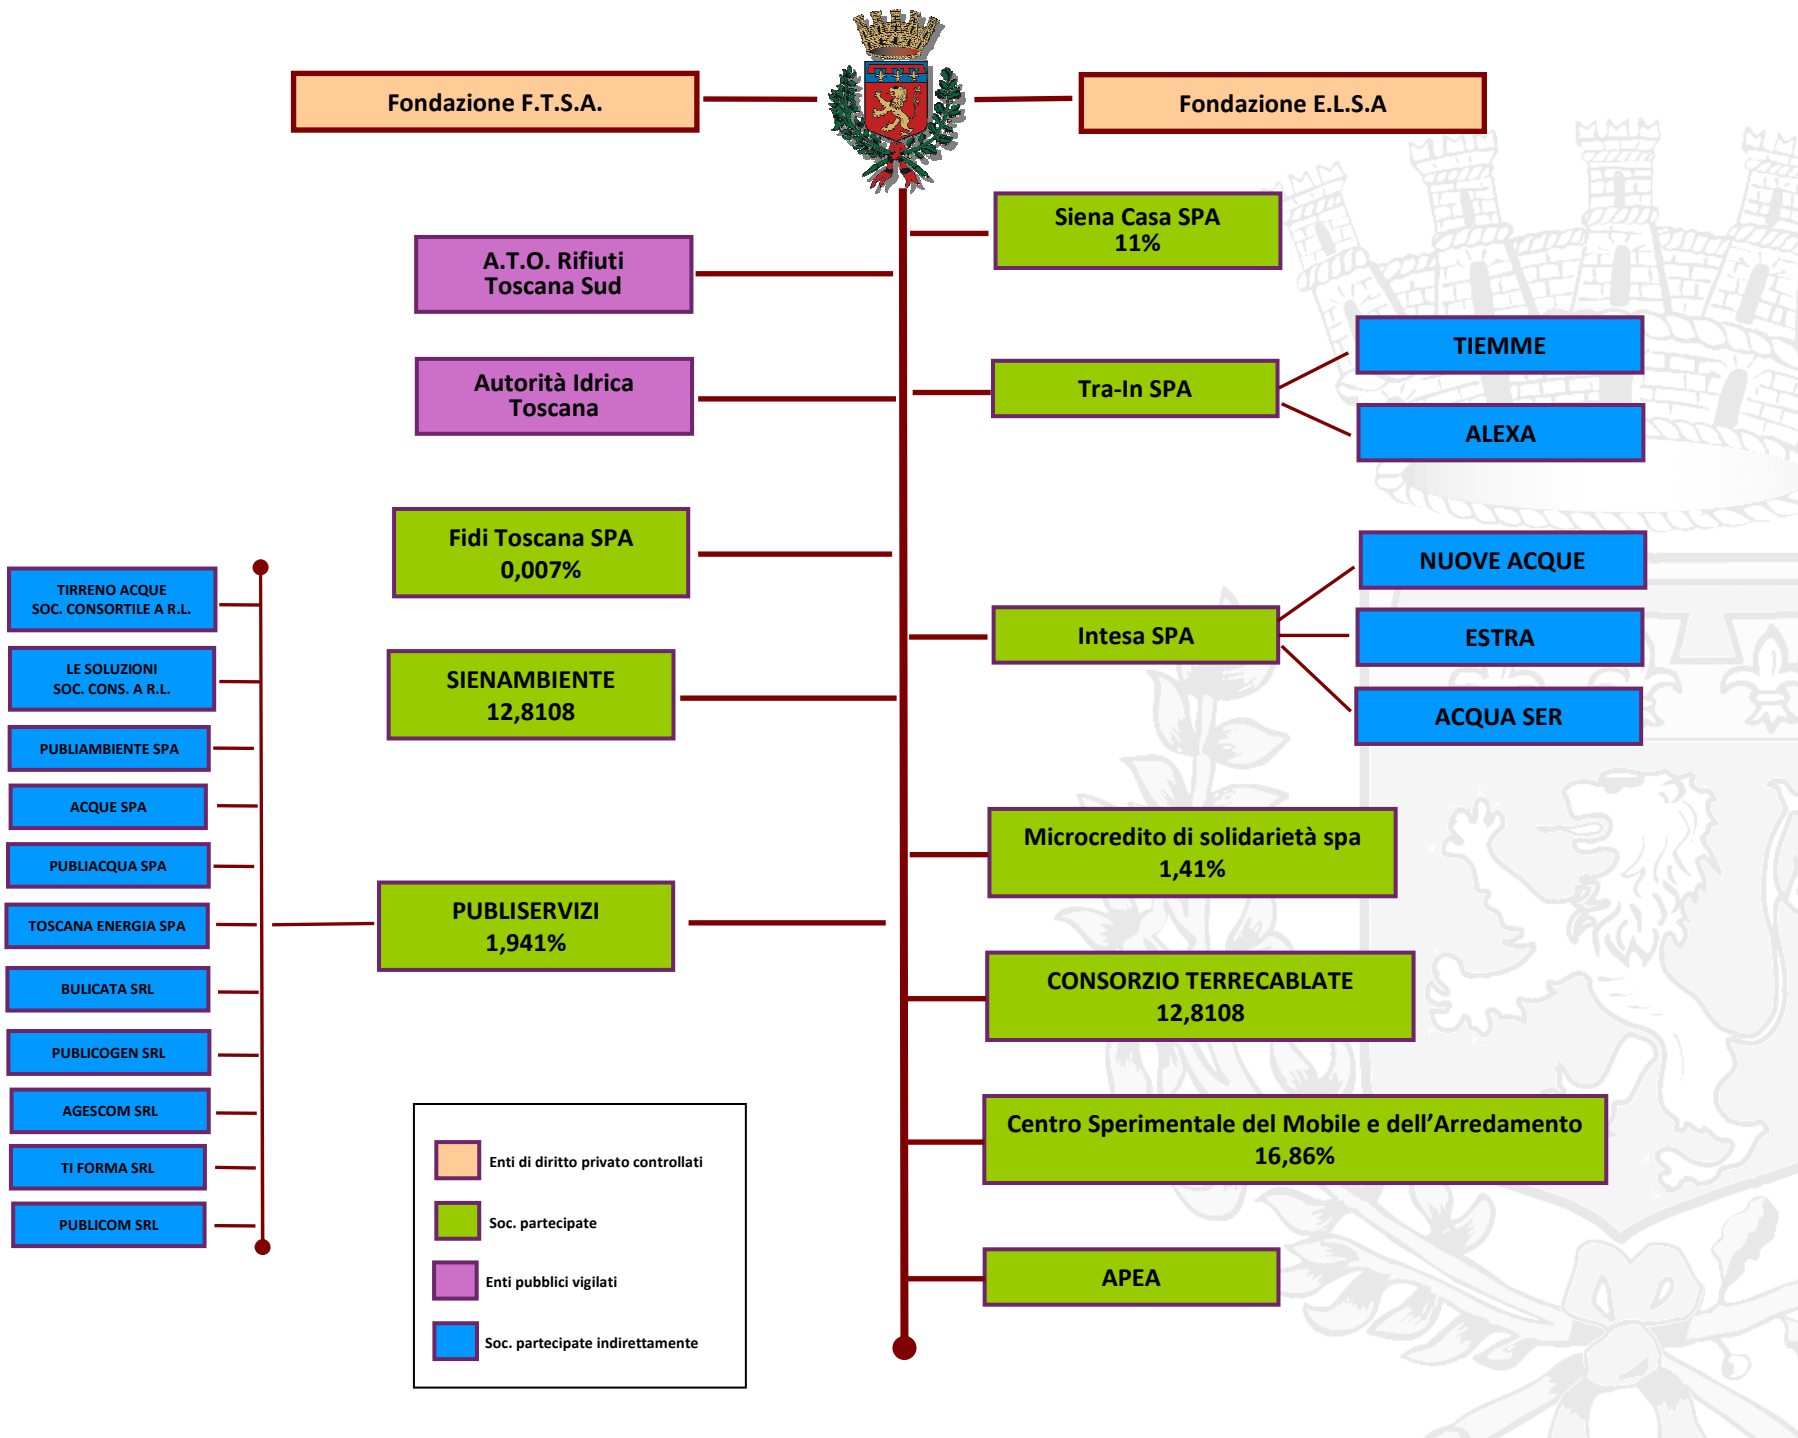 Fondazione F.T.S.A.
Fondazione E.L.S.A
Siena Casa SPA
11%
A.T.O. Rifiuti
Toscana Sud
TIEMME
Autorità Idrica
Toscana
Tra-In SPA
ALEXA
Fidi Toscana SPA
0,007%
NUOVE ACQUE
TIRRENO ACQUE
SOC. CONSORTILE A R.L.
Intesa SPA
ESTRA
LE SOLUZIONI
SOC. CONS. A R.L.
SIENAMBIENTE
12,8108
ACQUA SER
PUBLIAMBIENTE SPA
ACQUE SPA
Microcredito di solidarietà spa
1,41%
PUBLIACQUA SPA
TOSCANA ENERGIA SPA
PUBLISERVIZI
1,941%
BULICATA SRL
CONSORZIO TERRECABLATE
12,8108
PUBLICOGEN SRL
AGESCOM SRL
Centro Sperimentale del Mobile e dell’Arredamento
16,86%
TI FORMA SRL
PUBLICOM SRL
APEA
Enti di diritto privato controllati
Soc. partecipate
Enti pubblici vigilati
Soc. partecipate indirettamente